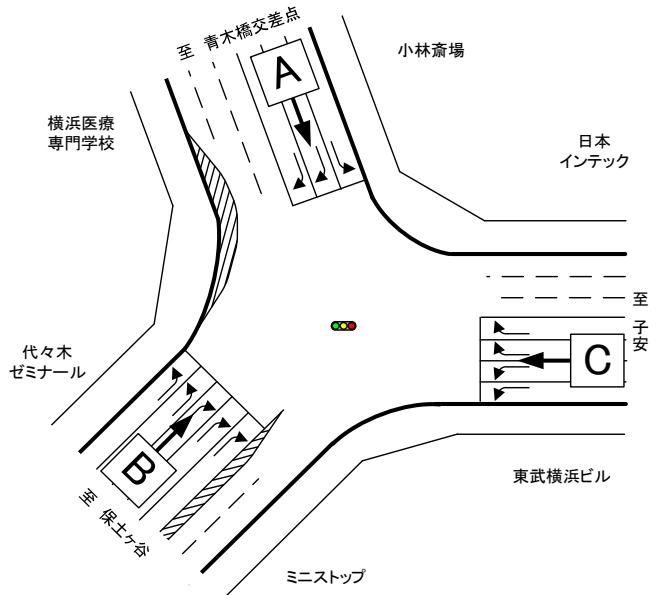 至 青木橋交差点
A
小林斎場
横浜医療
専門学校
日本
インテック
至 子安
C
代々木
ゼミナール
B
至 保土ヶ谷
東武横浜ビル
ミニストップ